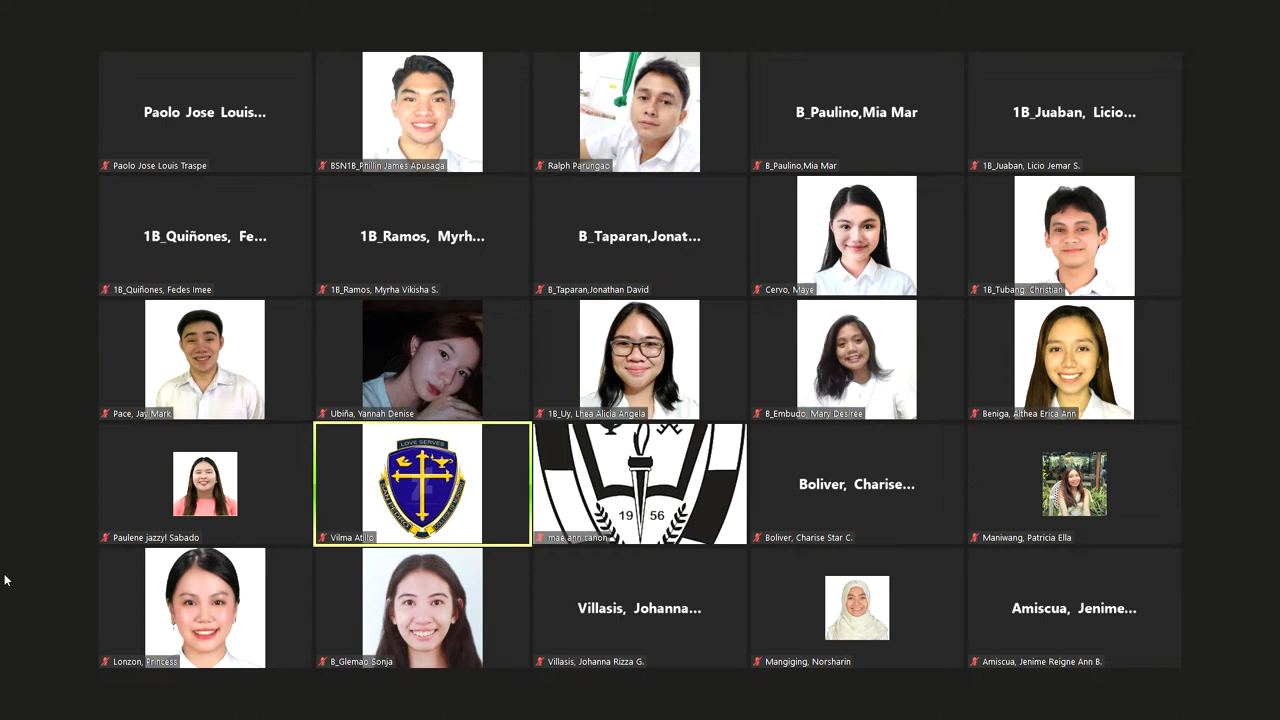 Paolo Jose Louis...
B_Paulino,Mia Mar
1B_Juaban, Licio...
Paolo Jose Louis Traspe
BSN1B_Phillin James Apusaga
Ralph Parungao
B_Paulino,Mia Mar
1B_Juaban, Licio Jemar S.
1B_Quiñones, Fe...
1B_Ramos, Myrh...
B_Taparan,Jonat...
1B_Quiñones, Fedes Imee
1B_Ramos, Myrha Vikisha S.
B_Taparan,Jonathan David
Cervo, Maye
1B_Tubang, Christian
Pace, Jay Mark
Ubiña, Yannah Denise
1B_Uy, Lhea Alicia Angela
B_Embudo, Mary Desiree
Beniga, Althea Erica Ann
LOVE SERVES
19 56
Boliver, Charise...
Paulene jazzyl Sabado
Vilma Atillo
mae ann canon
Boliver, Charise Star C.
Maniwang, Patricia Ella
Villasis, Johanna...
Amiscua, Jenime...
Lonzon, Princess
B_Glemao Sonja
Villasis, Johanna Rizza G.
Mangiging, Norsharin
Amiscua, Jenime Reigne Ann B.